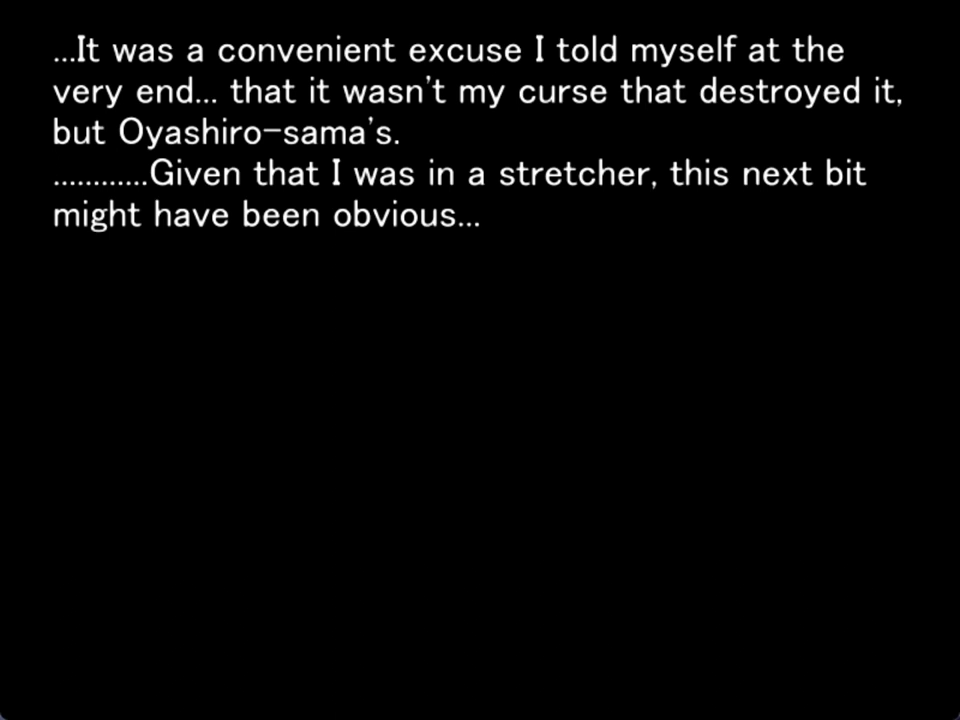 ...It was a convenient excuse I told myself at the
very end... that it wasn't my curse that destroyed it,
but Oyashiro-sama's.
............Given that I was in a stretcher, this next bit
might have been obvious...